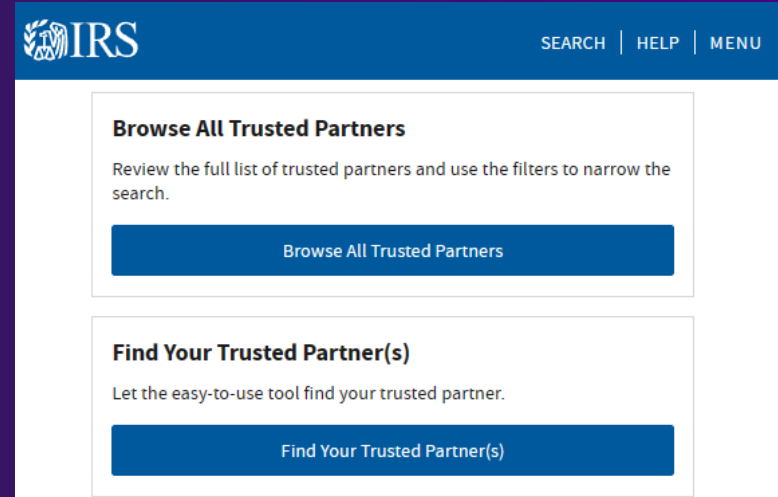 IRS
SEARCH | HELP | MENU
Browse All Trusted Partners
Review the full list of trusted partners and use the filters to narrow the
search.
Browse All Trusted Partners
Find Your Trusted Partner(s)
Let the easy-to-use tool find your trusted partner.
Find Your Trusted Partner(s)